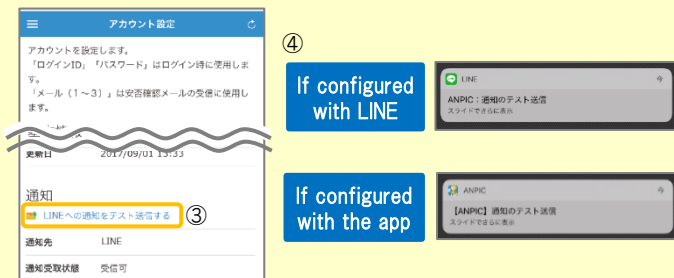 アカウント設定
アカウントを設定します。
「ログインID」「パスワード」はログイン時に使用しま
す。
「メール（1～3）」は安否確認メールの受信に使用し
ます。
更新日 2017/09/01 13:33
通知
LINEへの通知をテスト送信する ③
通知先 LINE
通知受取状態 受信可
④
If configured
with LINE
LINE 今
ANPIC：通知のテスト送信
スライドでさらに表示
If configured
with the app
ANPIC 今
【ANPIC】通知のテスト送信
スライドでさらに表示